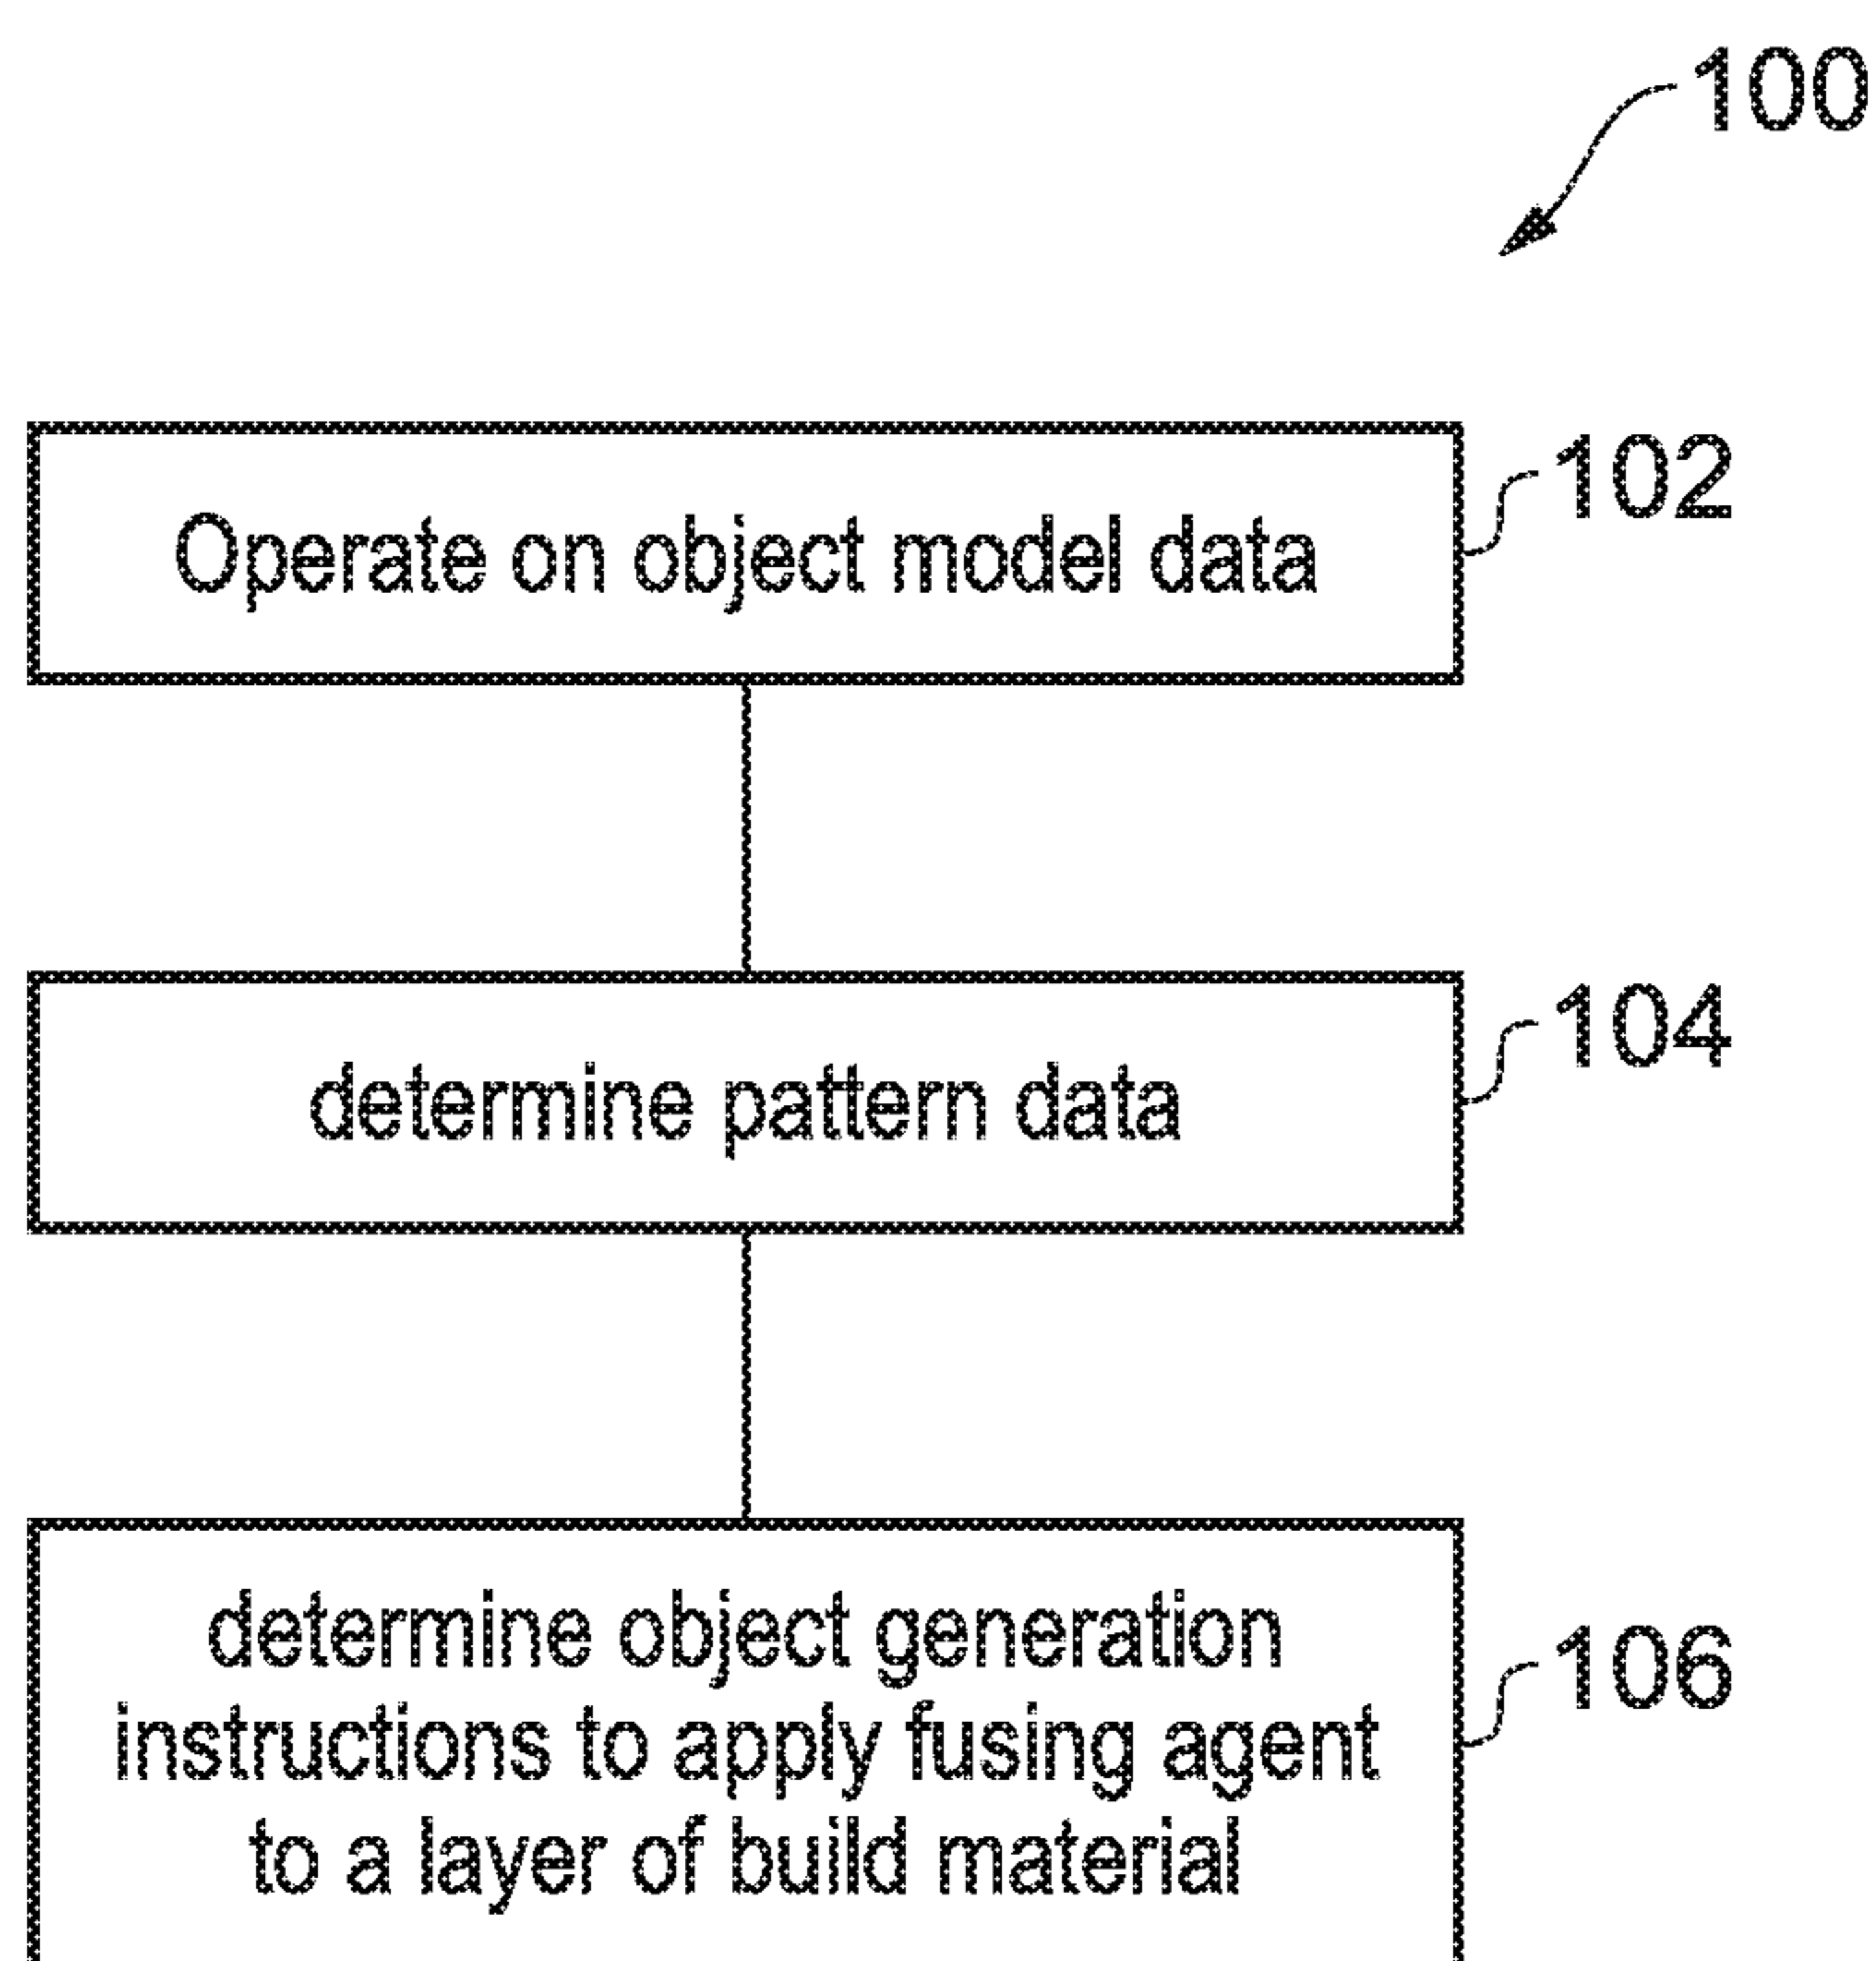 100
Operate on object model data
102
determine pattern data
104
determine object generation
instructions to apply fusing agent
to a layer of build material
106